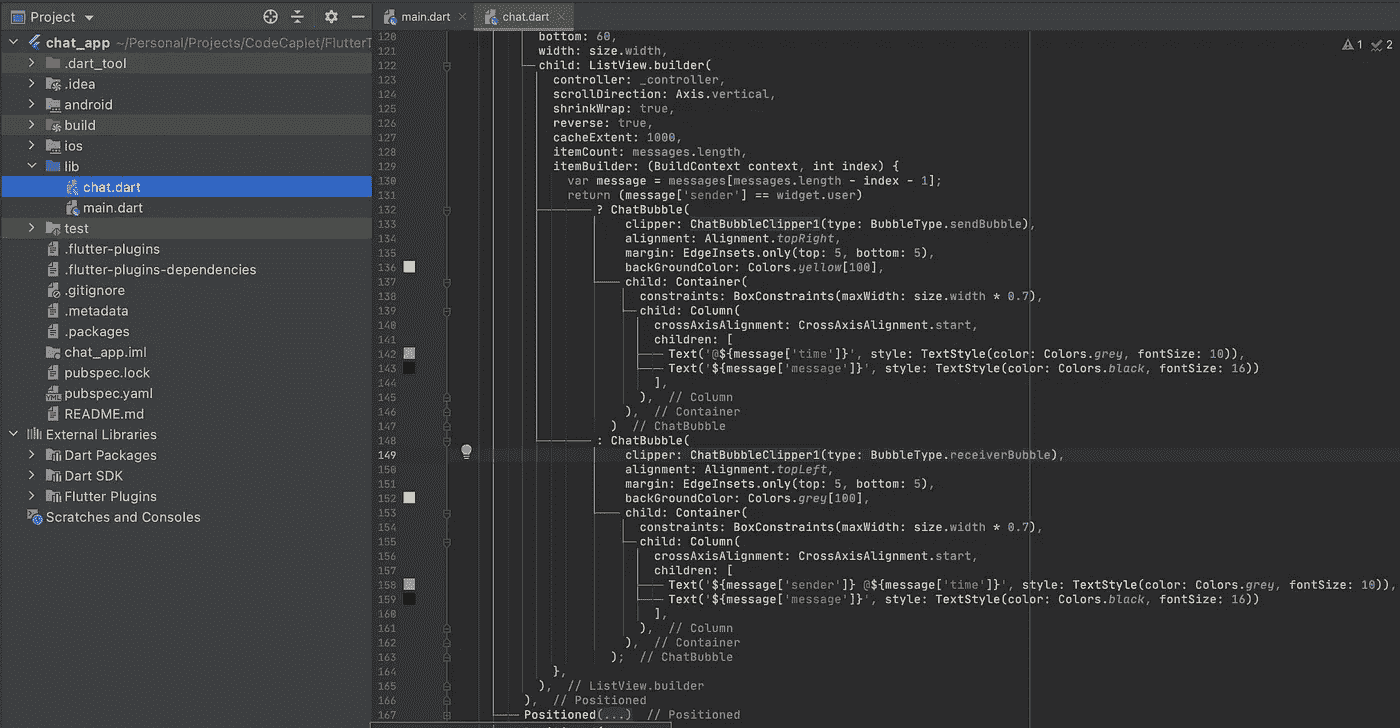 Project
chat_app ~/Personal/Projects/CodeCaplet/FlutterT
.dart_tool
.idea
android
build
ios
lib
chat.dart
main.dart
test
.flutter-plugins
.flutter-plugins-dependencies
.gitignore
.metadata
.packages
chat_app.iml
pubspec.lock
pubspec.yaml
README.md
External Libraries
Dart Packages
Dart SDK
Flutter Plugins
Scratches and Consoles
main.dart chat.dart
1 2
120 bottom: 60,
121 width: size.width,
122 child: ListView.builder(
123 controller: _controller,
124 scrollDirection: Axis.vertical,
125 shrinkWrap: true,
126 reverse: true,
127 cacheExtent: 1000,
128 itemCount: messages.length,
129 itemBuilder: (BuildContext context, int index) {
130 var message = messages[messages.length - index - 1];
131 return (message['sender'] == widget.user)
132 ? ChatBubble(
133 clipper: ChatBubbleClipper1(type: BubbleType.sendBubble),
134 alignment: Alignment.topRight,
135 margin: EdgeInsets.only(top: 5, bottom: 5),
136 backGroundColor: Colors.yellow[100],
137 child: Container(
138 constraints: BoxConstraints(maxWidth: size.width * 0.7),
139 child: Column(
140 crossAxisAlignment: CrossAxisAlignment.start,
141 children: [
142 Text('@${message['time']}', style: TextStyle(color: Colors.grey, fontSize: 10)),
143 Text('${message['message']}', style: TextStyle(color: Colors.black, fontSize: 16))
144 ],
145 ), // Column
146 ), // Container
147 ) // ChatBubble
148 : ChatBubble(
149 clipper: ChatBubbleClipper1(type: BubbleType.receiverBubble),
150 alignment: Alignment.topLeft,
151 margin: EdgeInsets.only(top: 5, bottom: 5),
152 backGroundColor: Colors.grey[100],
153 child: Container(
154 constraints: BoxConstraints(maxWidth: size.width * 0.7),
155 child: Column(
156 crossAxisAlignment: CrossAxisAlignment.start,
157 children: [
158 Text('${message['sender']} @${message['time']}', style: TextStyle(color: Colors.grey, fontSize: 10)),
159 Text('${message['message']}', style: TextStyle(color: Colors.black, fontSize: 16))
160 ],
161 ), // Column
162 ), // Container
163 ); // ChatBubble
164 },
165 ), // ListView.builder
166 ), // Positioned
167 Positioned(...) // Positioned